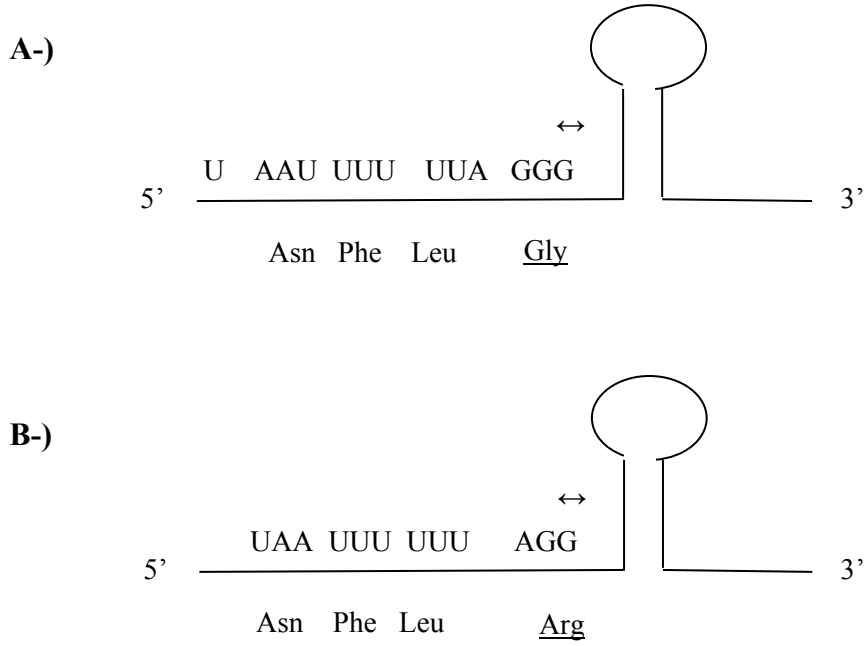 A-)
↔
U AAU UUU UUA GGG
5’ 3’
Asn Phe Leu Gly
B-)
↔
UAA UUU UUU AGG
5’ 3’
Asn Phe Leu Arg